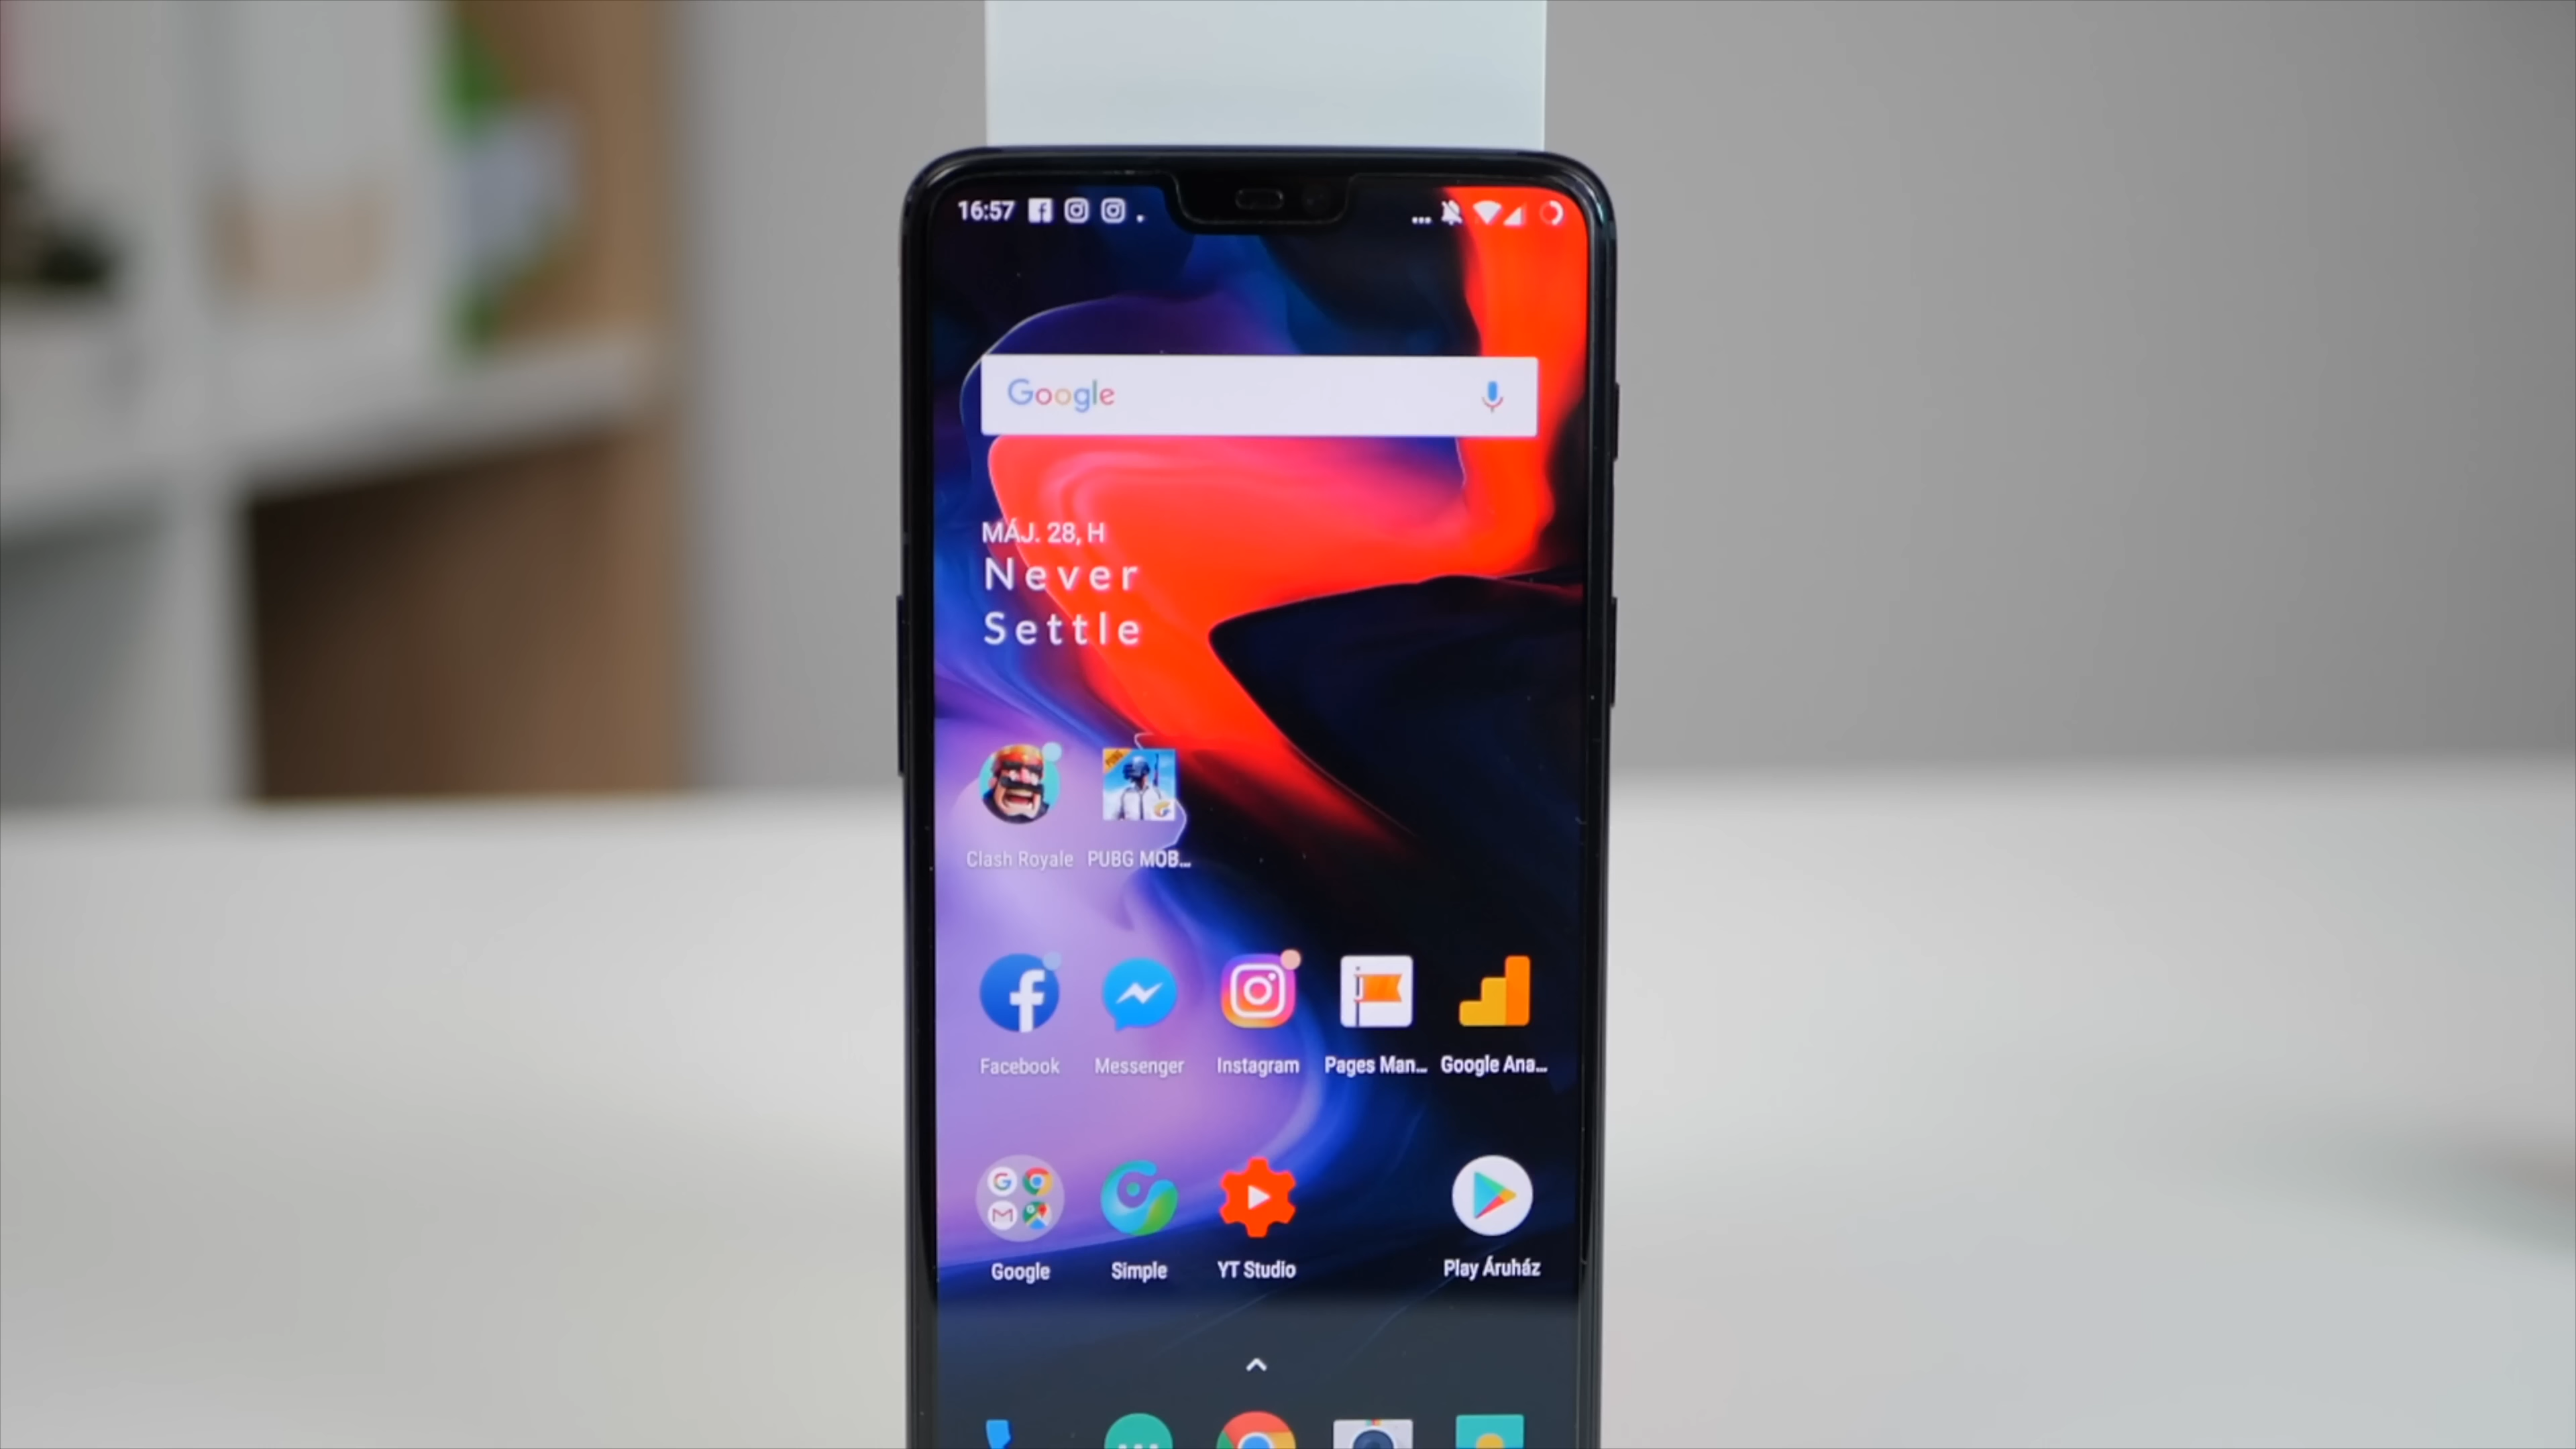 16:57
Google
MÁJ. 28, H
Never
Settle
PUBG
Clash Royale PUBG MOB...
Facebook Messenger Instagram Pages Man... Google Ana...
Google Simple YT Studio Play Áruház